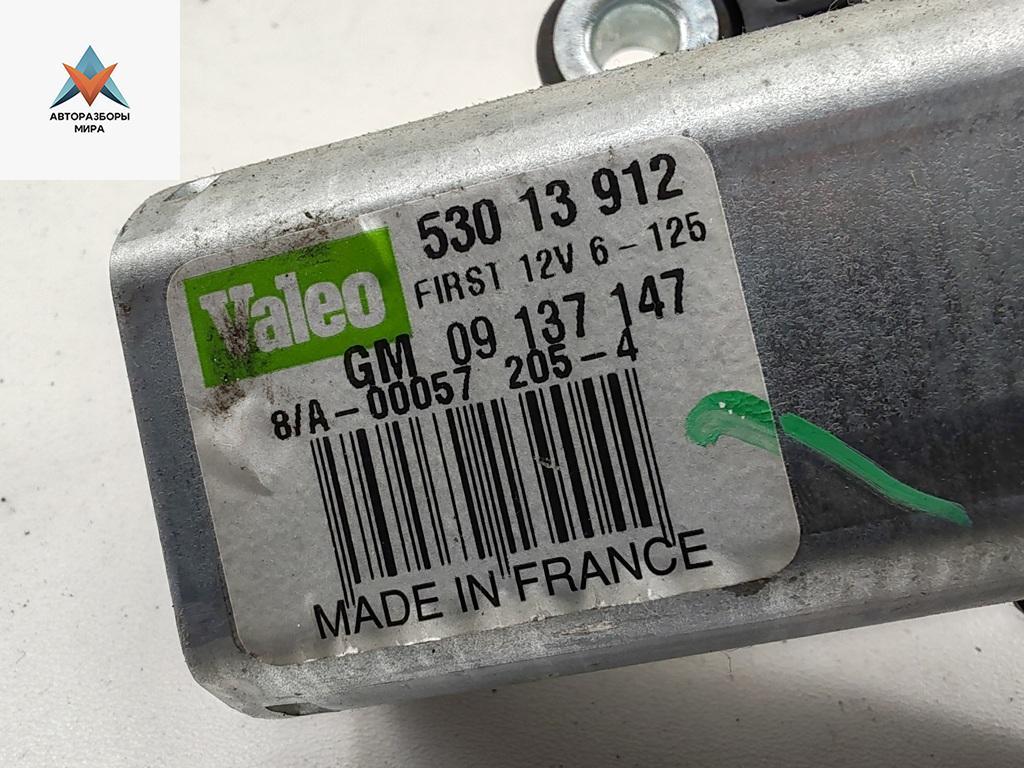 АВТОРАЗБОРЫ
МИРА
Valeo
530 13 912
FIRST 12V 6-125
GM 09 137 147
8/A-00057 205-4
MADE IN FRANCE